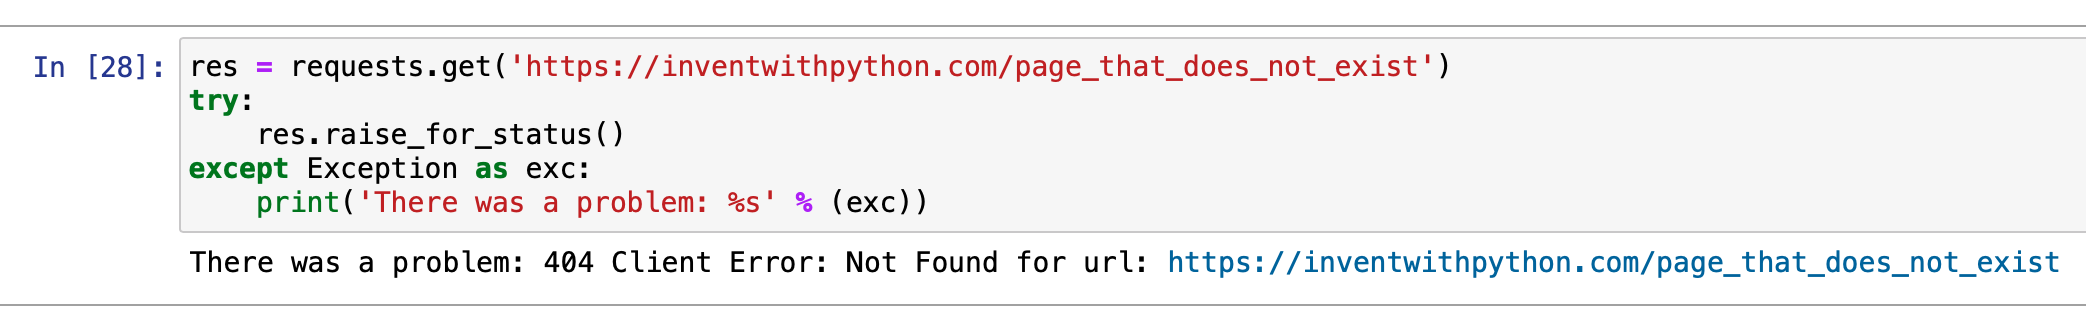 In [28]: res = requests.get('https://inventwithpython.com/page_that_does_not_exist')
try:
    res.raise_for_status()
except Exception as exc:
    print('There was a problem: %s' % (exc))
There was a problem: 404 Client Error: Not Found for url: https://inventwithpython.com/page_that_does_not_exist